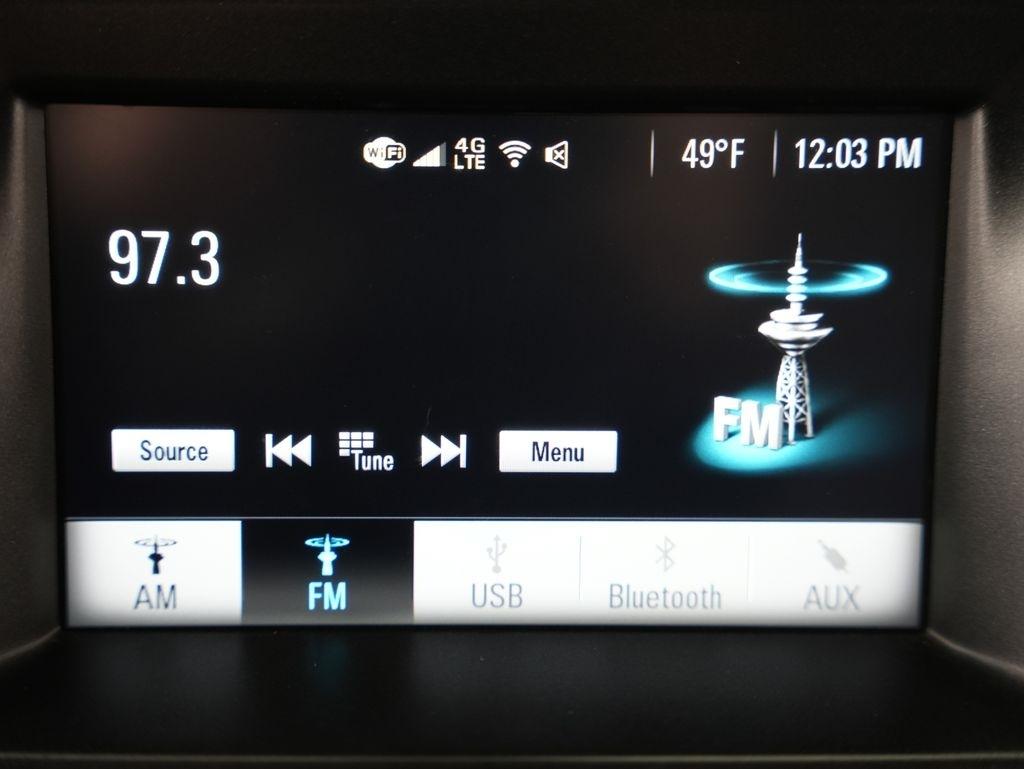 WiFi 4G LTE 49°F 12:03 PM
97.3
FM
Source Tune Menu
AM FM USB Bluetooth AUX